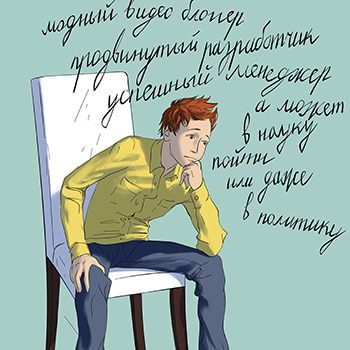 модный видео блогер
продвинутый разработчик
успешный менеджер
а может
в науку
пойти
или даже
в политику